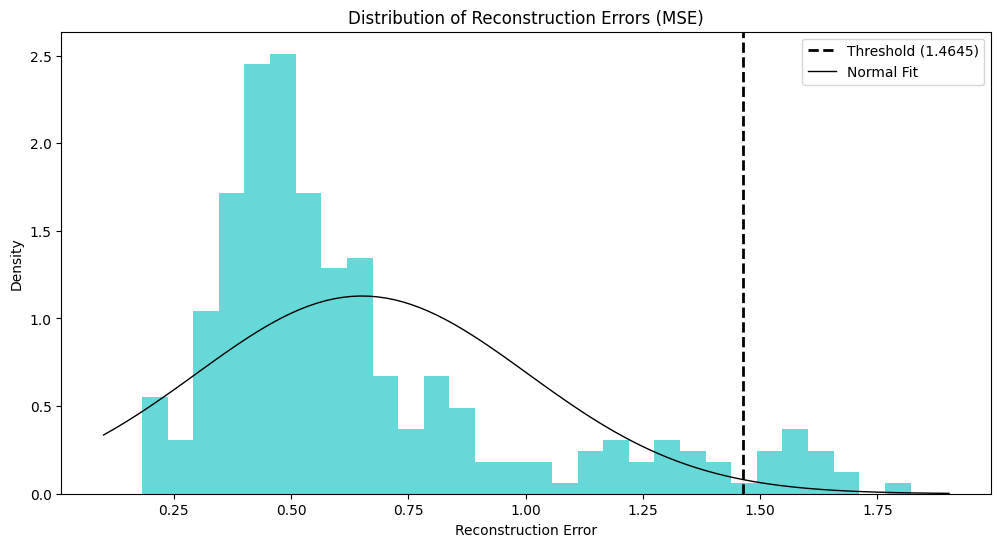 Distribution of Reconstruction Errors (MSE)
Threshold (1.4645)
Normal Fit
Density
2.5
2.0
1.5
1.0
0.5
0.0
0.25
0.50
0.75
1.00
1.25
1.50
1.75
Reconstruction Error